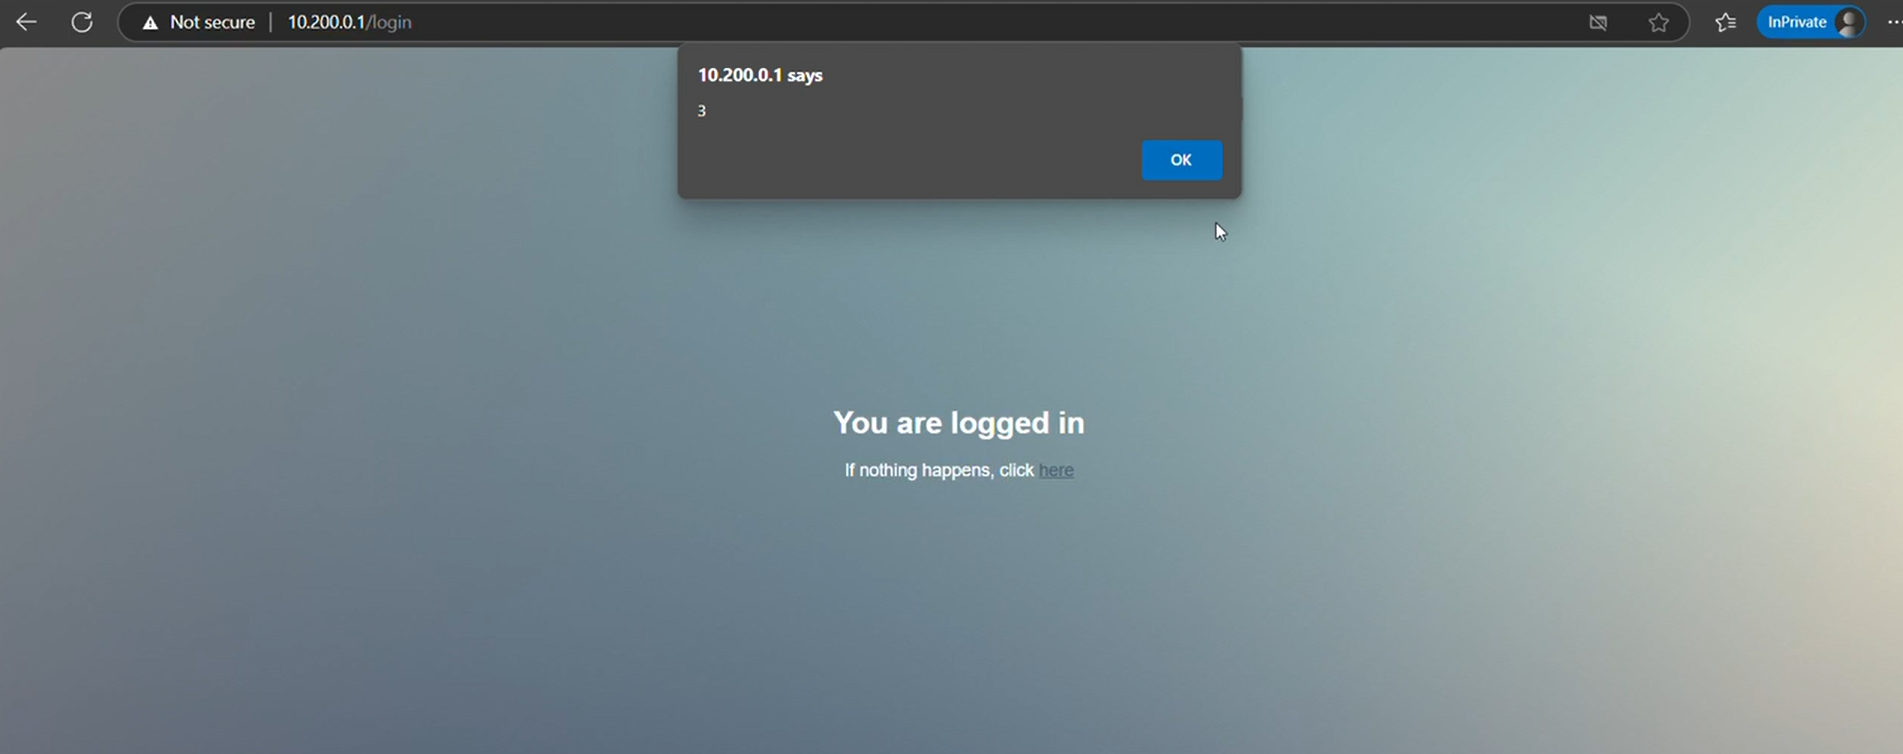 Not secure | 10.200.0.1/login
InPrivate
10.200.0.1 says
3
OK
You are logged in
If nothing happens, click here